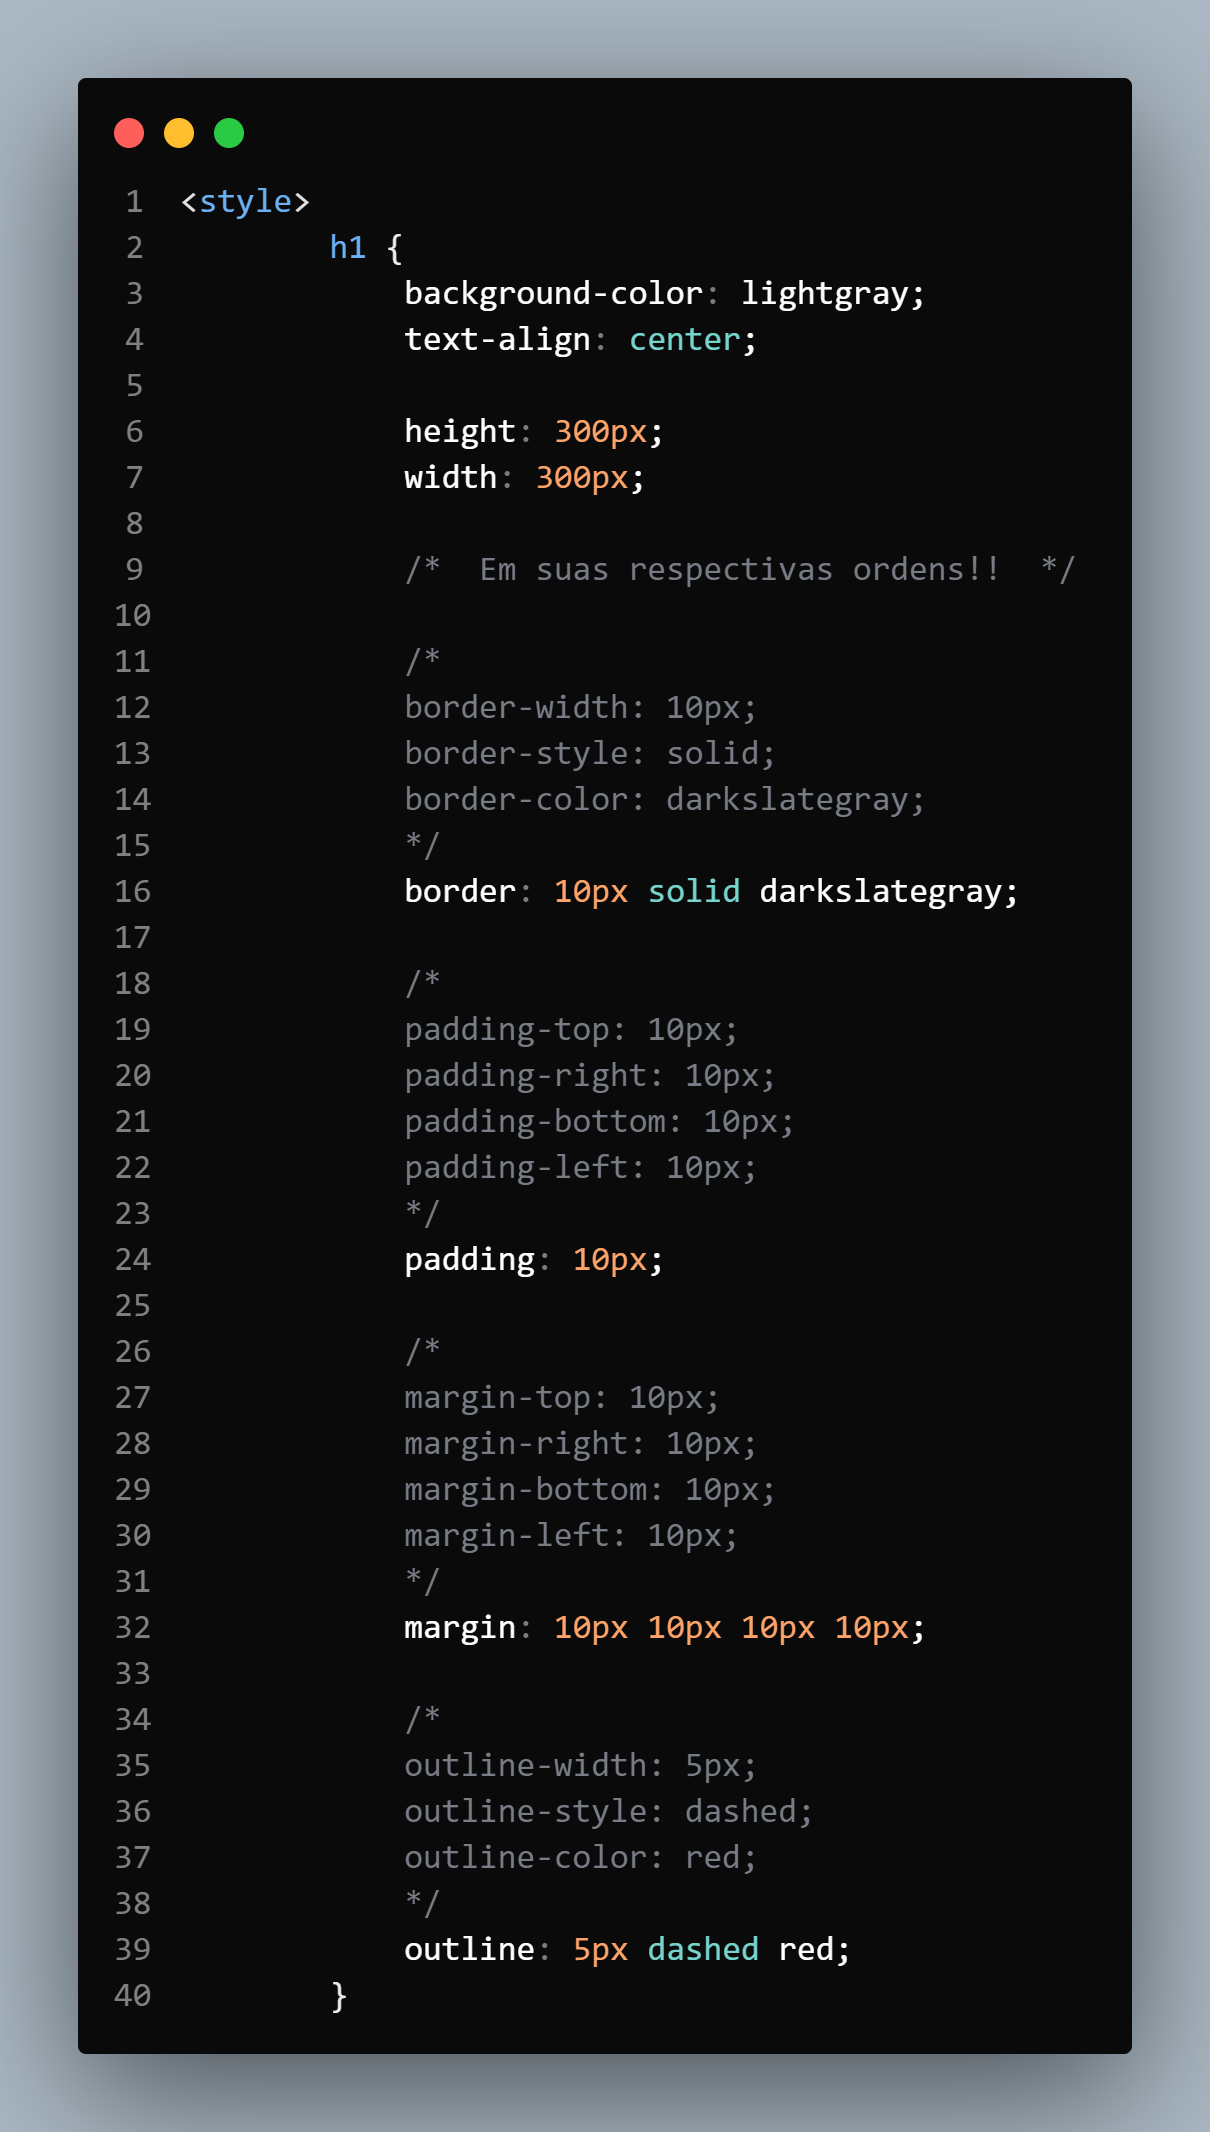 1 <style>
2 h1 {
3 background-color: lightgray;
4 text-align: center;
5
6 height: 300px;
7 width: 300px;
8
9 /*  Em suas respectivas ordens!!  */
10
11 /*
12 border-width: 10px;
13 border-style: solid;
14 border-color: darkslategray;
15 */
16 border: 10px solid darkslategray;
17
18 /*
19 padding-top: 10px;
20 padding-right: 10px;
21 padding-bottom: 10px;
22 padding-left: 10px;
23 */
24 padding: 10px;
25
26 /*
27 margin-top: 10px;
28 margin-right: 10px;
29 margin-bottom: 10px;
30 margin-left: 10px;
31 */
32 margin: 10px 10px 10px 10px;
33
34 /*
35 outline-width: 5px;
36 outline-style: dashed;
37 outline-color: red;
38 */
39 outline: 5px dashed red;
40 }